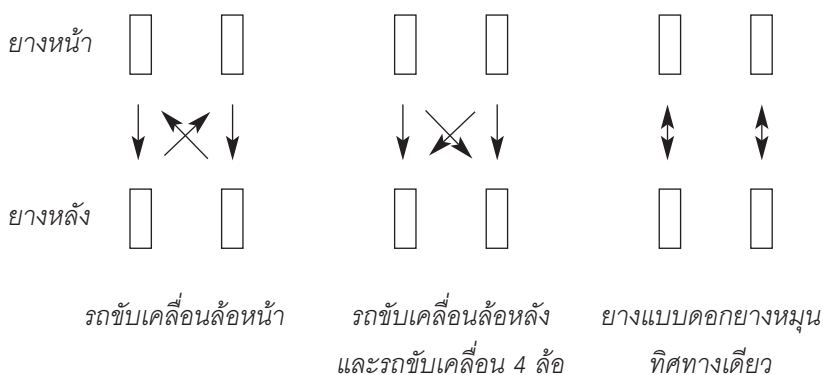 ยางหน้า
ยางหลัง
รถขับเคลื่อนล้อหน้า
รถขับเคลื่อนล้อหลัง
และรถขับเคลื่อน 4 ล้อ
ยางแบบดอกยางหมุน
ทิศทางเดียว